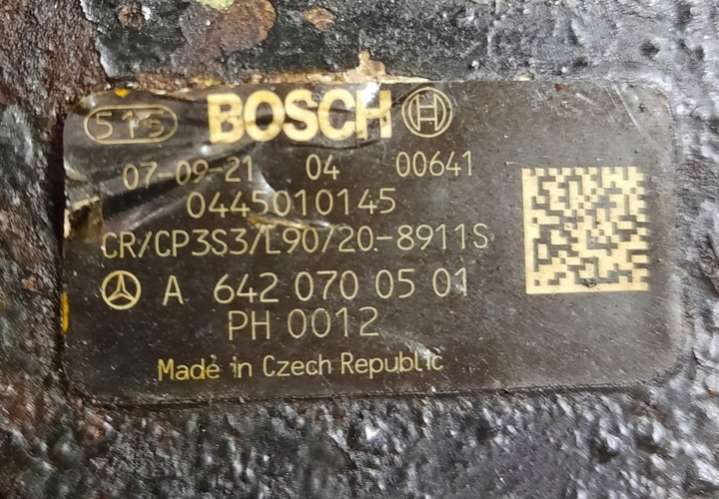 516 BOSCH
07-09-21 04 00641
0445010145
CR/CP3S3/L90/20-8911S
A 642 070 05 01
PH 0012
Made in Czech Republic